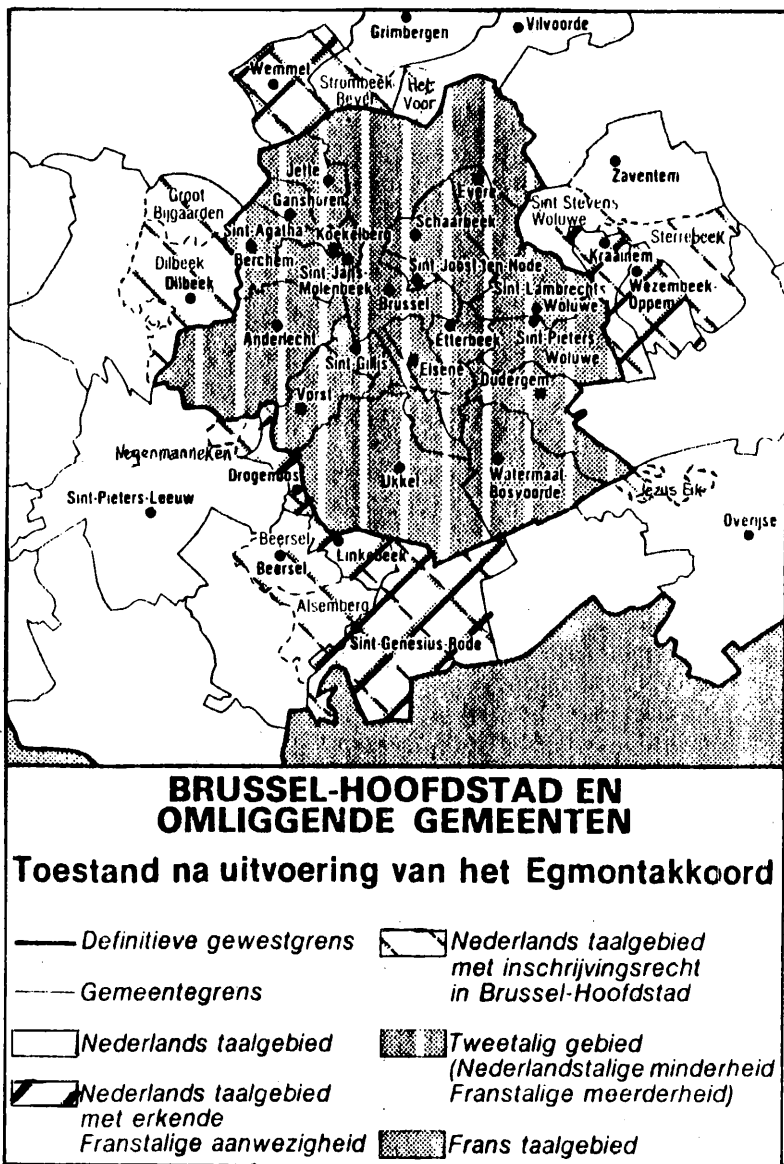 Grimbergen
Vilvoorde
Wemmel
Strombeek
Bever
Het
Voor
Zaventem
Jette
Evere
Groot
Bijgaarden
Ganshoren
Sint Stevens
Woluwe
Schaarbeek
Sterrebeek
Sint-Agatha
Berchem
Koekelberg
Kraainem
Dilbeek
Dilbeek
Sint-Jans
Molenbeek
Sint-Joost-ten-Node
Wezembeek-
Oppem
Brussel
Sint-Lambrecht
Woluwe
Anderlecht
Etterbeek
Sint-Pieters
Woluwe
Sint-Gillis
Elsene
Oudergem
Vorst
Negenmanneken
Ukkel
Watermaal
Bosvoorde
Drogenbos
Jezus Eik
Sint-Pieters-Leeuw
Overijse
Beersel
Beersel
Linkebeek
Alsemberg
Sint-Genesius-Rode
BRUSSEL-HOOFDSTAD EN
OMLIGGENDE GEMEENTEN
Toestand na uitvoering van het Egmontakkoord
Definitieve gewestgrens
Gemeentegrens
Nederlands taalgebied
Nederlands taalgebied
met erkende
Franstalige aanwezigheid
Nederlands taalgebied
met inschrijvingsrecht
in Brussel-Hoofdstad
Tweetalig gebied
(Nederlandstalige minderheid
Franstalige meerderheid)
Frans taalgebied